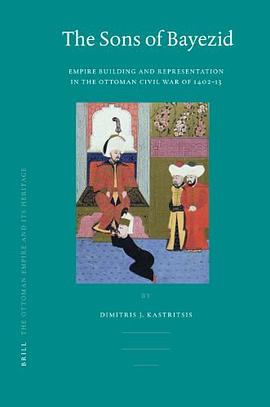 The Sons of Bayezid
EMPIRE BUILDING AND REPRESENTATION
IN THE OTTOMAN CIVIL WAR OF 1402-13
BY
DIMITRIS J. KASTRITSIS
BRILL THE OTTOMAN EMPIRE AND ITS HERITAGE